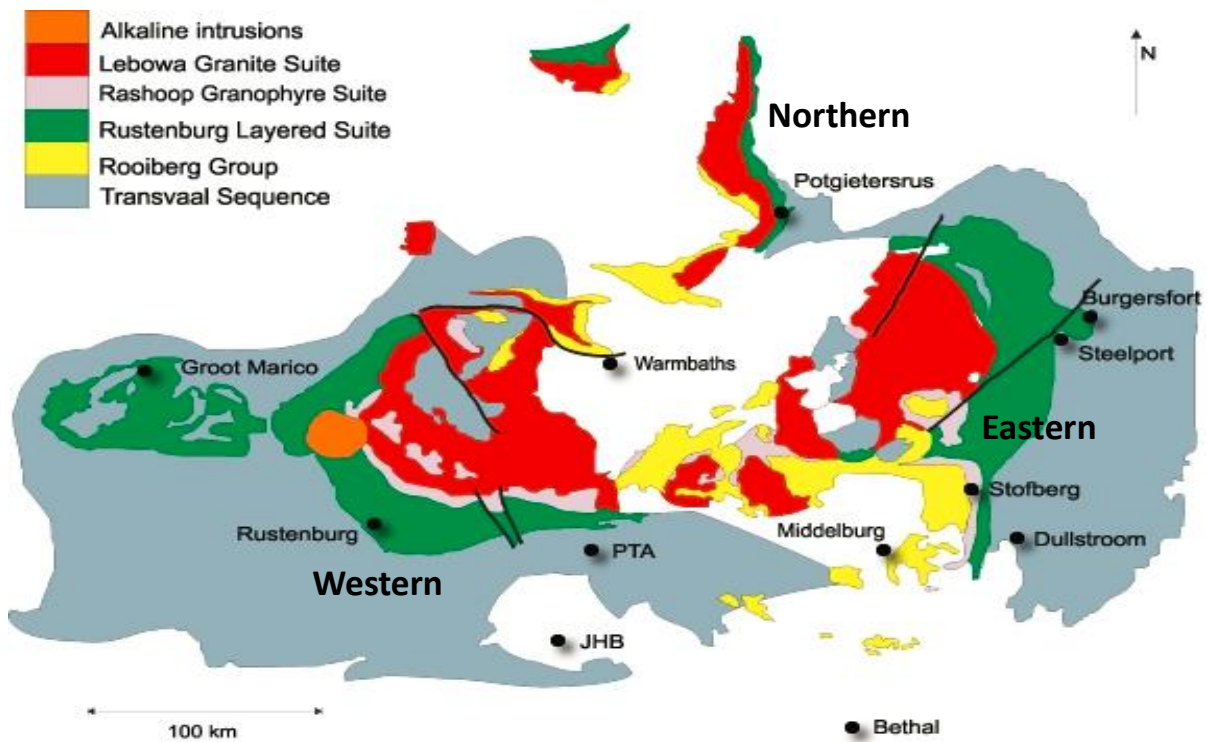 Alkaline intrusions
Lebowa Granite Suite
Rashoop Granophyre Suite
Rustenburg Layered Suite
Rooiberg Group
Transvaal Sequence
N
Northern
Potgietersrus
Burgersfort
Steelport
Groot Marico
Warmbaths
Eastern
Stofberg
Rustenburg
PTA
Middelburg
Dullstroom
Western
JHB
100 km
Bethal